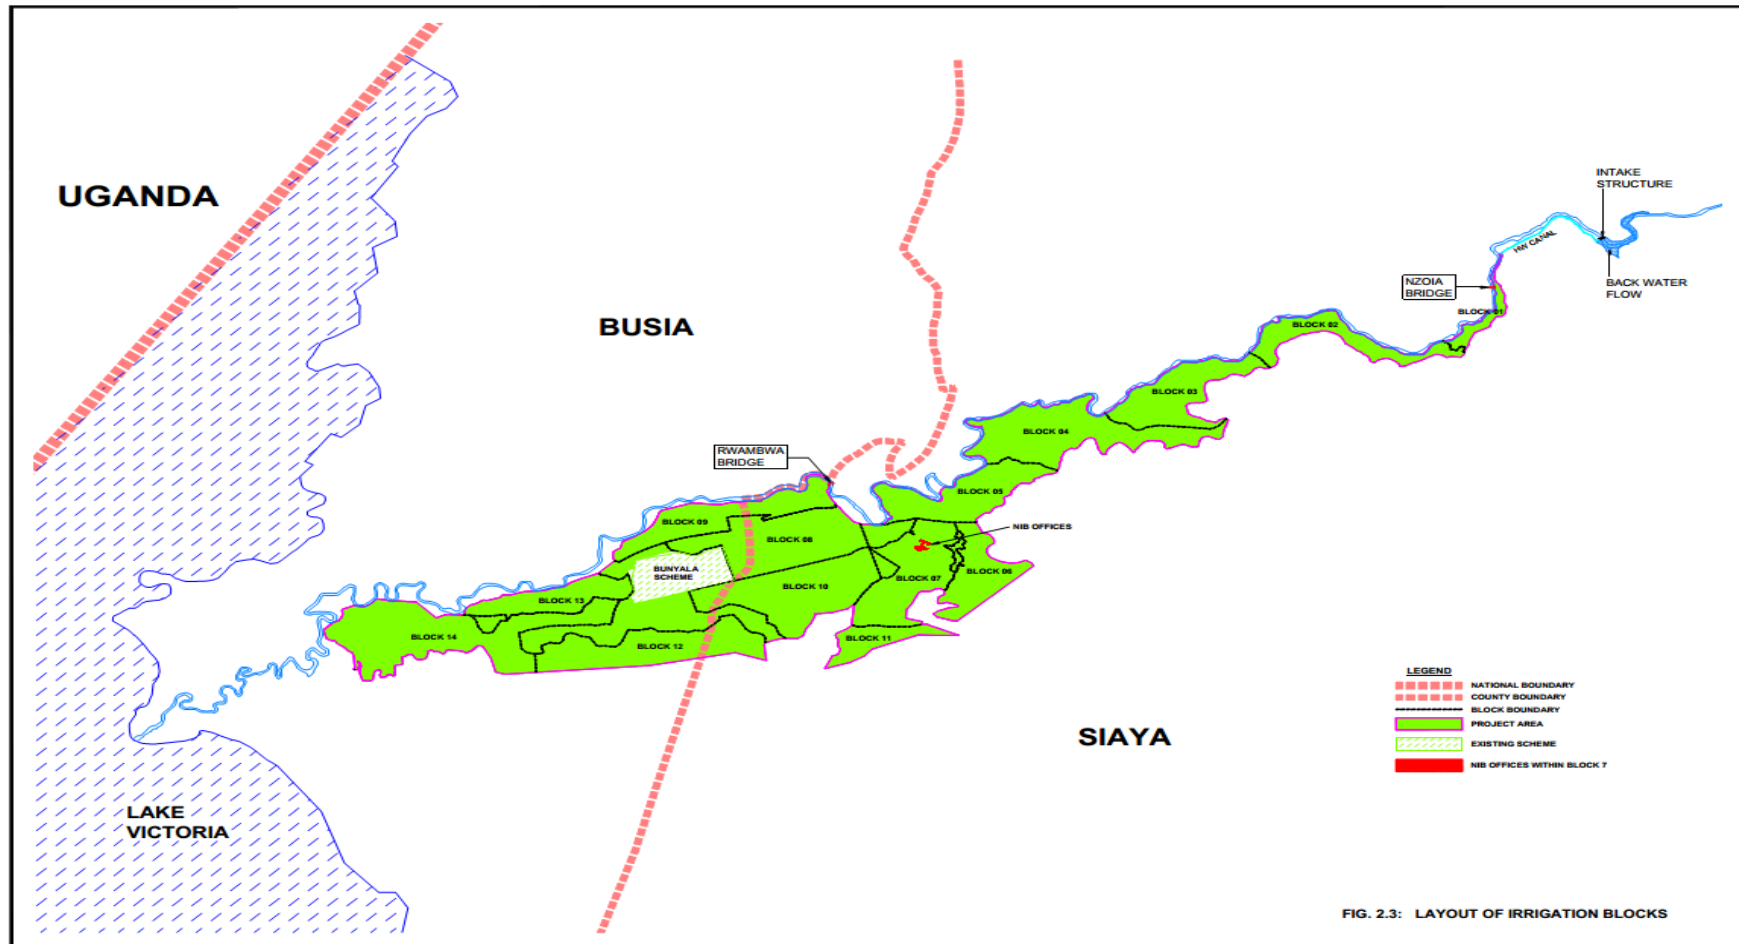 UGANDA
BUSIA
SIAYA
LAKE
VICTORIA
INTAKE
STRUCTURE
HW CANAL
BACK WATER
FLOW
NZOIA
BRIDGE
BLOCK 01
BLOCK 02
BLOCK 03
BLOCK 04
RWAMBWA
BRIDGE
BLOCK 05
BLOCK 09
NIB OFFICES
BLOCK 08
BUNYALA
SCHEME
BLOCK 06
BLOCK 07
BLOCK 10
BLOCK 13
BLOCK 14
BLOCK 11
BLOCK 12
LEGEND
NATIONAL BOUNDARY
COUNTY BOUNDARY
BLOCK BOUNDARY
PROJECT AREA
EXISTING SCHEME
NIB OFFICES WITHIN BLOCK 7
FIG. 2.3: LAYOUT OF IRRIGATION BLOCKS